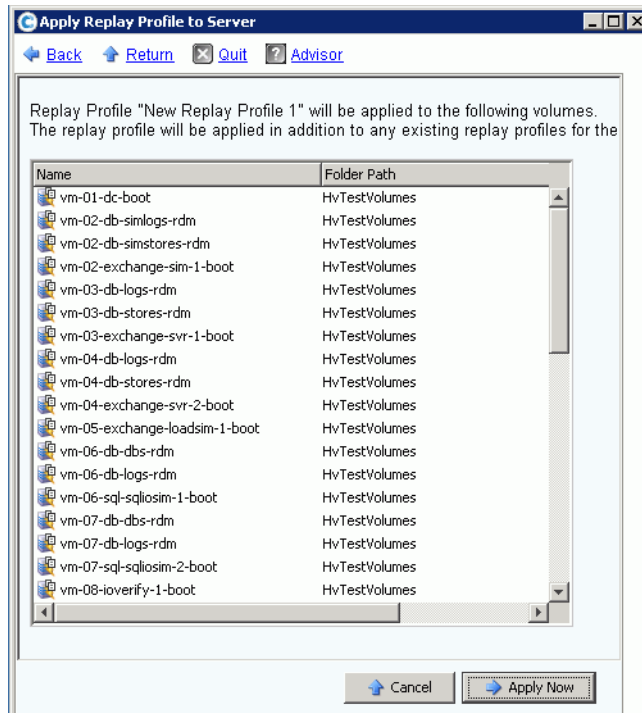 Apply Replay Profile to Server
Back Return Quit Advisor
Replay Profile "New Replay Profile 1" will be applied to the following volumes.
The replay profile will be applied in addition to any existing replay profiles for the
Name Folder Path
vm-01-dc-boot HvTestVolumes
vm-02-db-simlogs-rdm HvTestVolumes
vm-02-db-simstores-rdm HvTestVolumes
vm-02-exchange-sim-1-boot HvTestVolumes
vm-03-db-logs-rdm HvTestVolumes
vm-03-db-stores-rdm HvTestVolumes
vm-03-exchange-svr-1-boot HvTestVolumes
vm-04-db-logs-rdm HvTestVolumes
vm-04-db-stores-rdm HvTestVolumes
vm-04-exchange-svr-2-boot HvTestVolumes
vm-05-exchange-loadsim-1-boot HvTestVolumes
vm-06-db-dbs-rdm HvTestVolumes
vm-06-db-logs-rdm HvTestVolumes
vm-06-sql-sqliosim-1-boot HvTestVolumes
vm-07-db-dbs-rdm HvTestVolumes
vm-07-db-logs-rdm HvTestVolumes
vm-07-sql-sqliosim-2-boot HvTestVolumes
vm-08-ioverify-1-boot HvTestVolumes
Cancel Apply Now